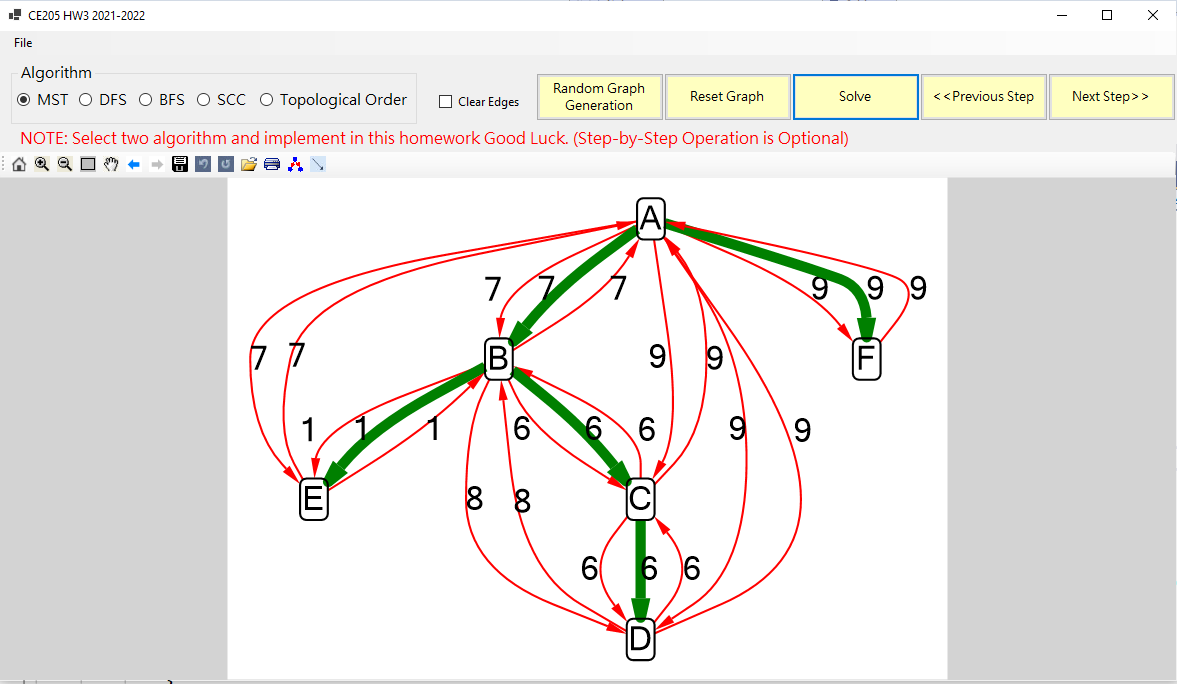 CE205 HW3 2021-2022
File
Algorithm
MST DFS BFS SCC Topological Order
Clear Edges
Random Graph
Generation
Reset Graph
Solve
<<Previous Step
Next Step>>
NOTE: Select two algorithm and implement in this homework Good Luck. (Step-by-Step Operation is Optional)
A
7 7 7 9 9 9
7 7 B 9 9 F
1 1 1 6 6 6 9 9
E 8 8 C
6 6 6
D